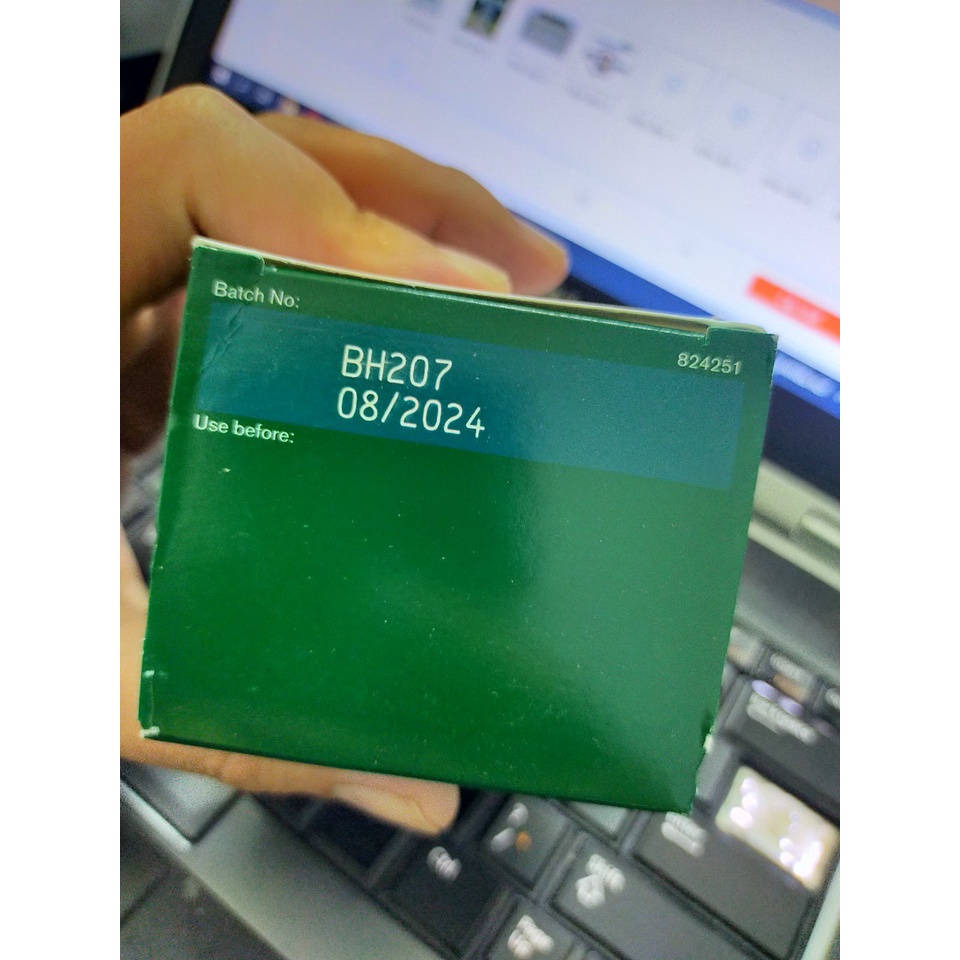 Batch No:
824251
BH207
08/2024
Use before: